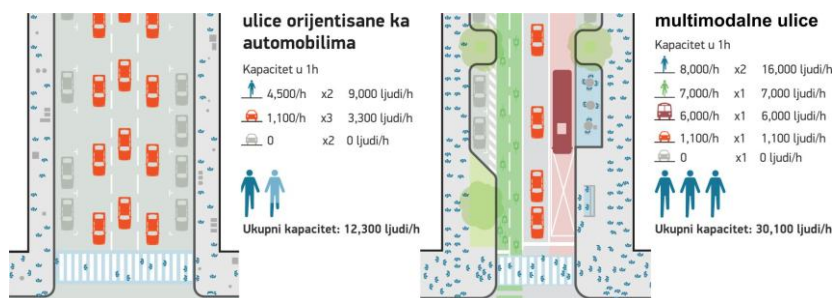 ulice orijentisane ka
automobilima
Kapacitet u 1h
4,500/h x2 9,000 ljudi/h
1,100/h x3 3,300 ljudi/h
0 x2 0 ljudi/h
Ukupni kapacitet: 12,300 ljudi/h
multimodalne ulice
Kapacitet u 1h
8,000/h x2 16,000 ljudi/h
7,000/h x1 7,000 ljudi/h
6,000/h x1 6,000 ljudi/h
1,100/h x1 1,100 ljudi/h
0 x1 0 ljudi/h
Ukupni kapacitet: 30,100 ljudi/h